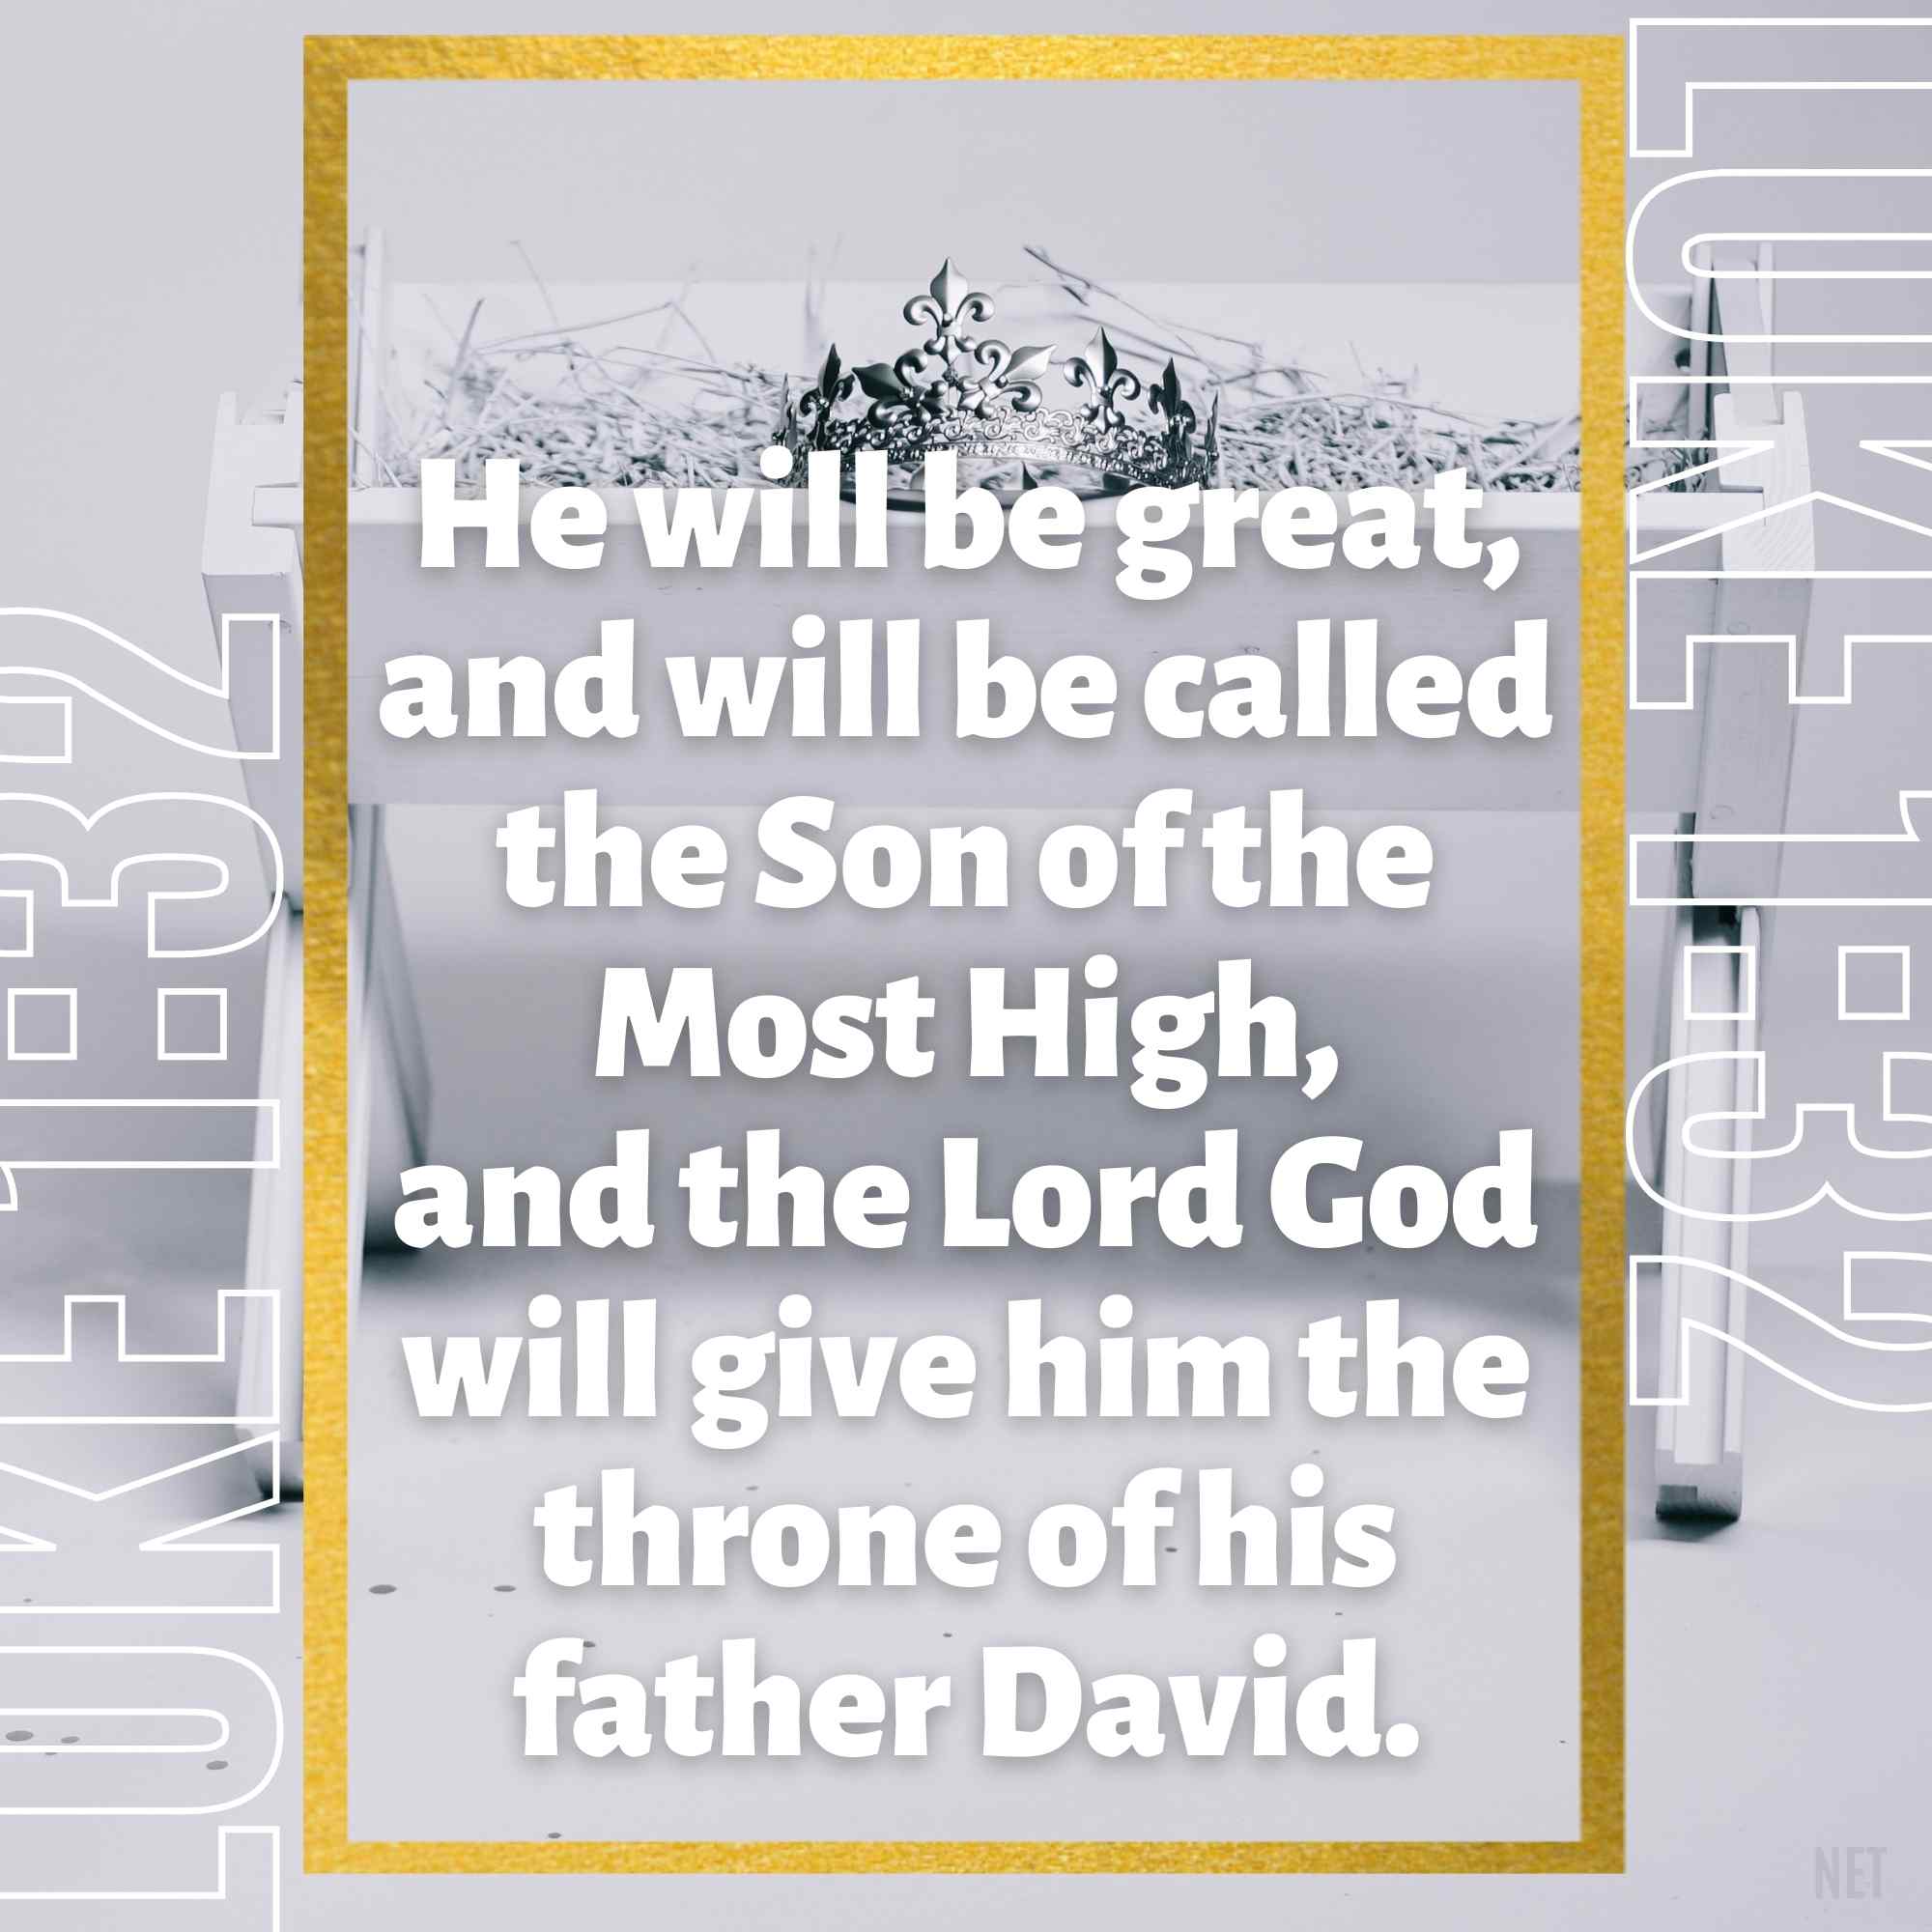 LUKE 1:32
He will be great,
and will be called
the Son of the
Most High,
and the Lord God
will give him the
throne of his
father David.
LUKE 1:32
NET